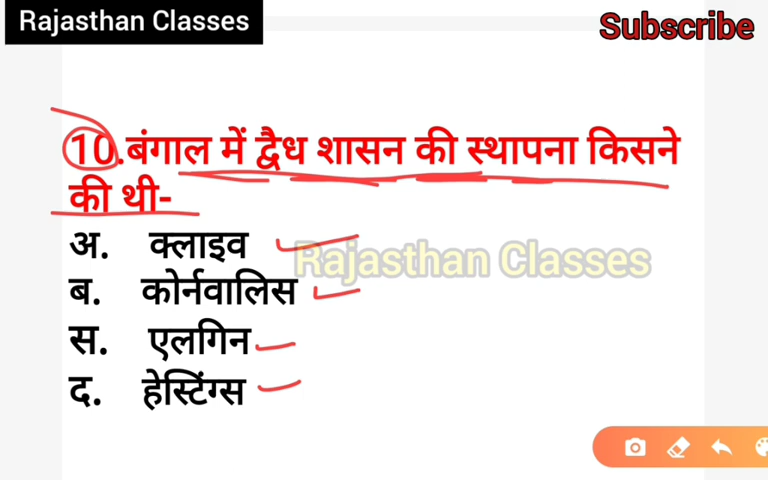 Rajasthan Classes
Subscribe
10.बंगाल में द्वैध शासन की स्थापना किसने
की थी-
अ. क्लाइव
Rajasthan Classes
ब. कोर्नवालिस
स. एलगिन
द. हेस्टिंग्स